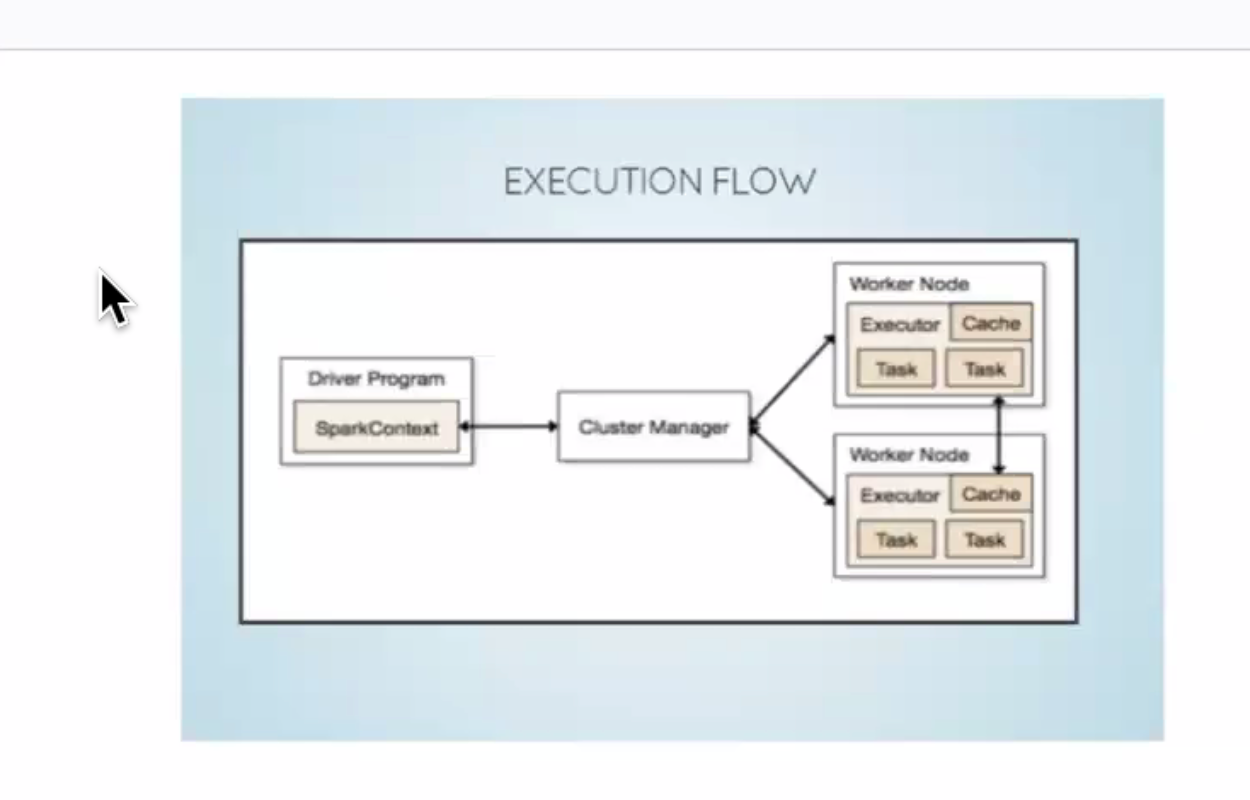 EXECUTION FLOW
Driver Program
SparkContext
Cluster Manager
Worker Node
Executor
Cache
Task
Task
Worker Node
Executor
Cache
Task
Task